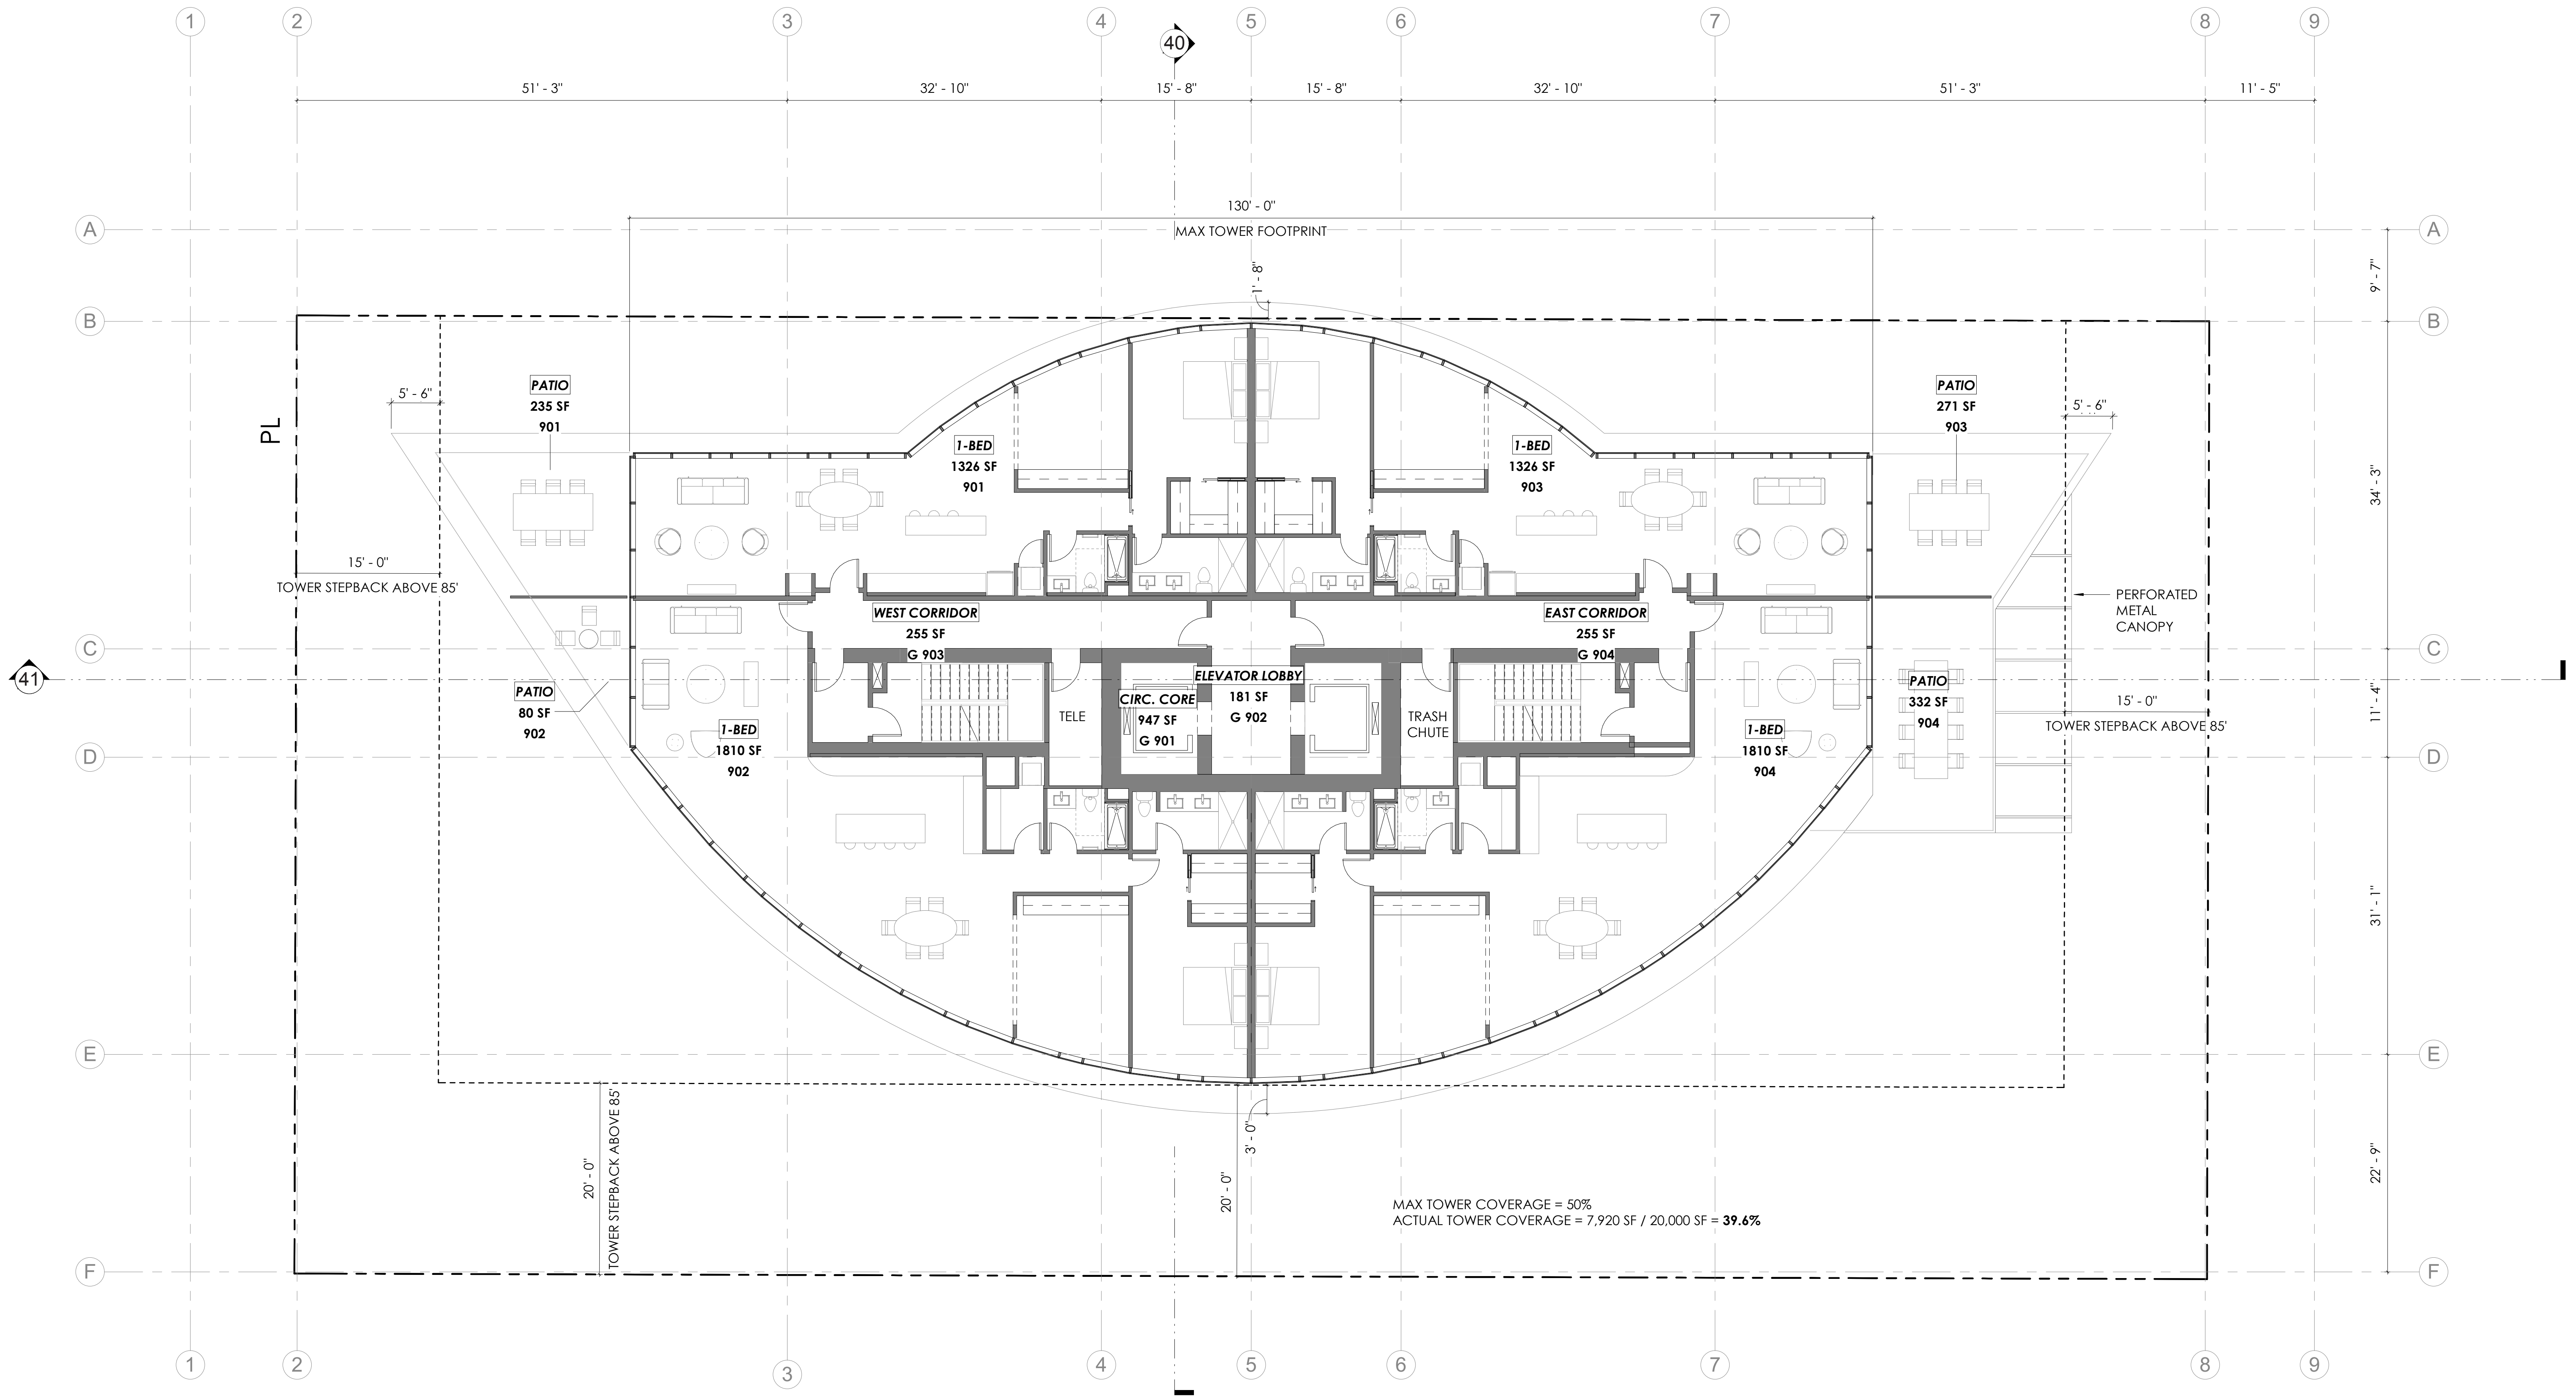 1 2 3 4 5 6 7 8 9
40
51' - 3" 32' - 10" 15' - 8" 15' - 8" 32' - 10" 51' - 3" 11' - 5"
130' - 0"
A MAX TOWER FOOTPRINT A
1' - 8"
9' - 7"
B B
PL
5' - 6"
PATIO
235 SF
901
1-BED
1326 SF
901
1-BED
1326 SF
903
PATIO
271 SF
903
5' - 6"
34' - 3"
15' - 0"
TOWER STEPBACK ABOVE 85'
WEST CORRIDOR
255 SF
G 903
EAST CORRIDOR
255 SF
G 904
PERFORATED
METAL
CANOPY
C C
41
PATIO
80 SF
902
1-BED
1810 SF
902
TELE
CIRC. CORE
947 SF
G 901
ELEVATOR LOBBY
181 SF
G 902
TRASH
CHUTE
1-BED
1810 SF
904
PATIO
332 SF
904
15' - 0"
TOWER STEPBACK ABOVE 85'
11' - 4"
D D
31' - 1"
E E
20' - 0"
TOWER STEPBACK ABOVE 85'
3' - 0"
20' - 0"
22' - 9"
MAX TOWER COVERAGE = 50%
ACTUAL TOWER COVERAGE = 7,920 SF / 20,000 SF = 39.6%
F F
1 2 3 4 5 6 7 8 9